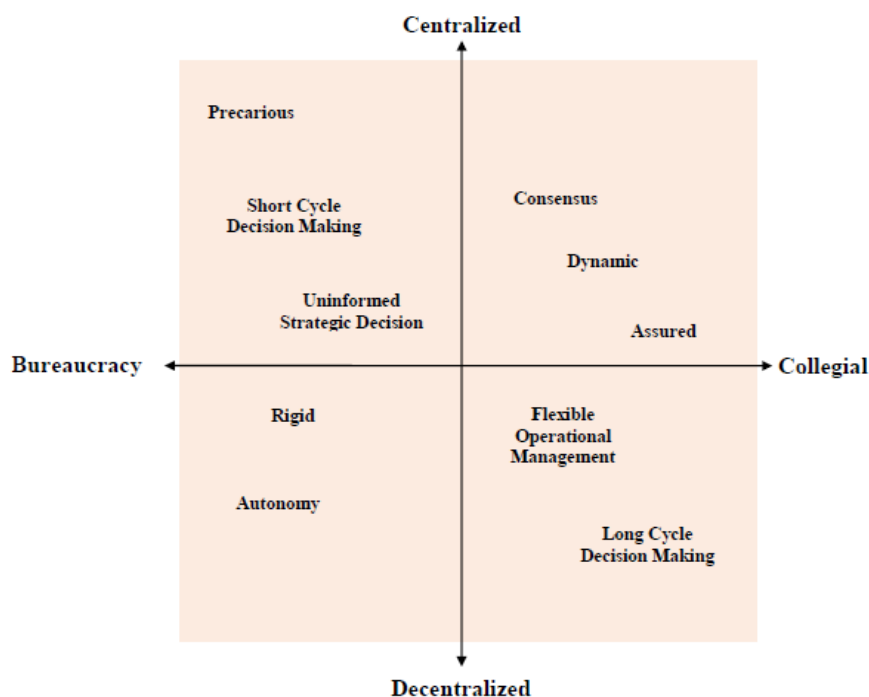 Centralized
Precarious
Short Cycle
Decision Making
Consensus
Dynamic
Uninformed
Strategic Decision
Assured
Bureaucracy
Collegial
Rigid
Flexible
Operational
Management
Autonomy
Long Cycle
Decision Making
Decentralized